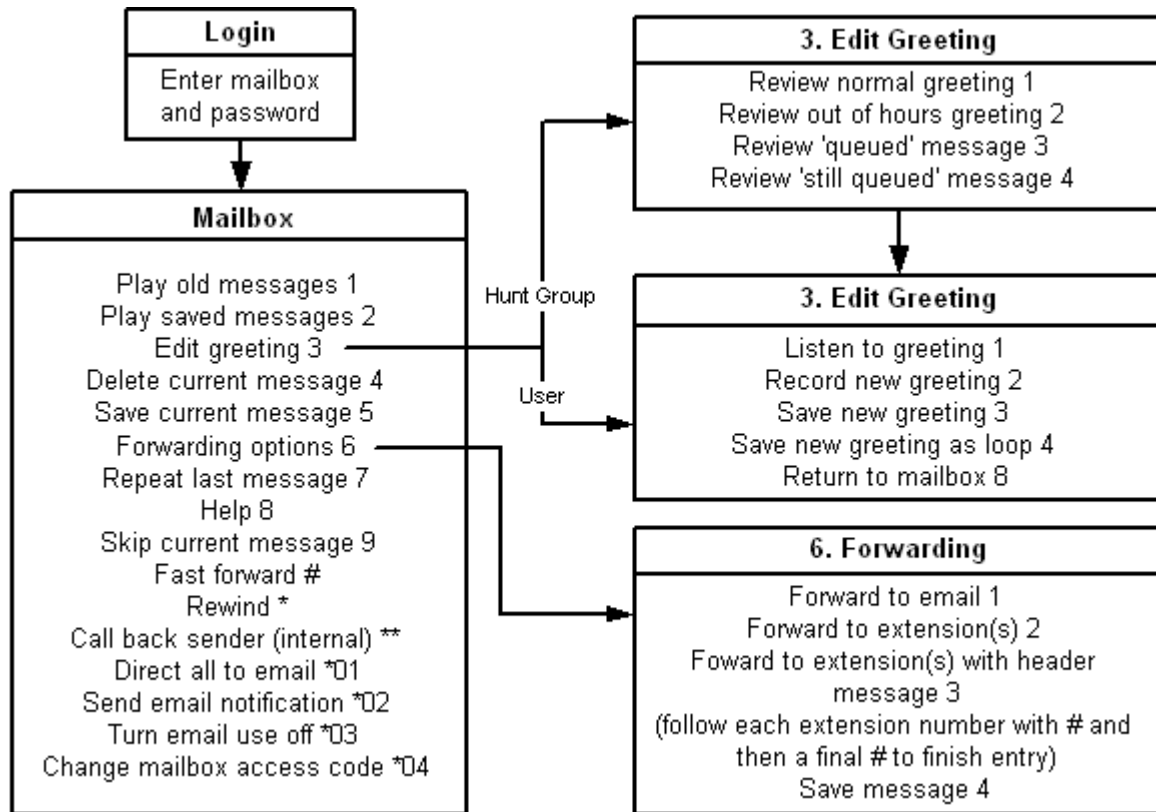 Login
Enter mailbox
and password
Mailbox
Play old messages 1
Play saved messages 2
Edit greeting 3
Delete current message 4
Save current message 5
Forwarding options 6
Repeat last message 7
Help 8
Skip current message 9
Fast forward #
Rewind *
Call back sender (internal) **
Direct all to email *01
Send email notification *02
Turn email use off *03
Change mailbox access code *04
Hunt Group
User
3. Edit Greeting
Review normal greeting 1
Review out of hours greeting 2
Review 'queued' message 3
Review 'still queued' message 4
3. Edit Greeting
Listen to greeting 1
Record new greeting 2
Save new greeting 3
Save new greeting as loop 4
Return to mailbox 8
6. Forwarding
Forward to email 1
Forward to extension(s) 2
Foward to extension(s) with header
message 3
(follow each extension number with # and
then a final # to finish entry)
Save message 4